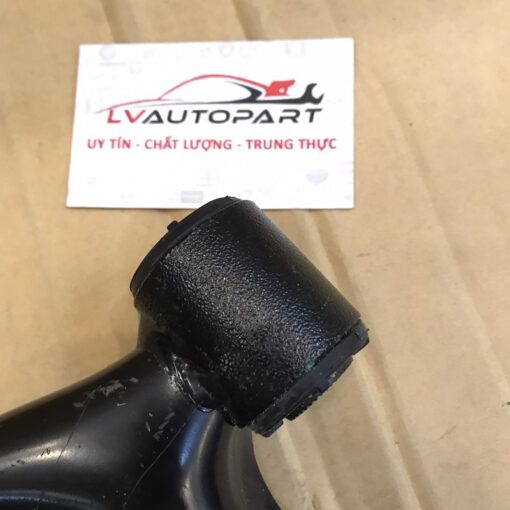 LVAUTOPART
UY TÍN - CHẤT LƯỢNG - TRUNG THỰC